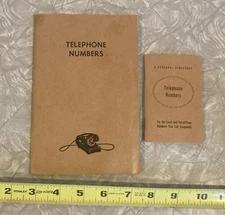 TELEPHONE
NUMBERS
A PERSONAL DIRECTORY
Telephone
Numbers
For the Local and Out-of-Town
Numbers You Call Frequently
2 STANLEY 3 4 5 6 7 8 9 10